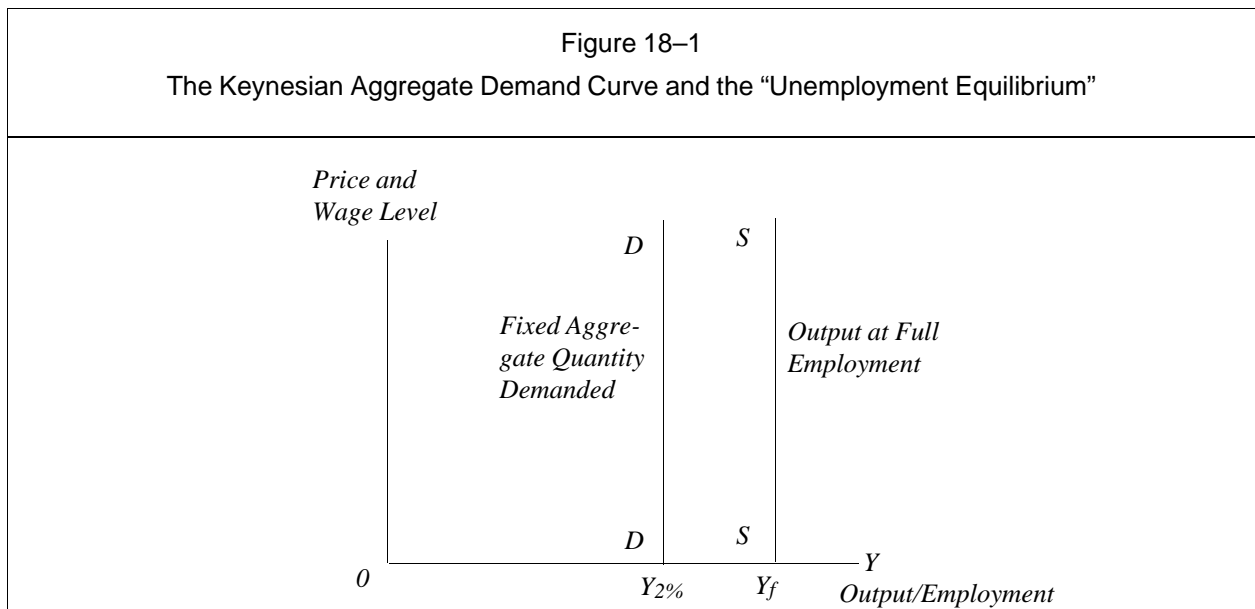 Figure 18–1
The Keynesian Aggregate Demand Curve and the “Unemployment Equilibrium”
Price and
Wage Level
D
S
Fixed Aggre-
gate Quantity
Demanded
Output at Full
Employment
D
S
0
Y2%
Yf
Y
Output/Employment